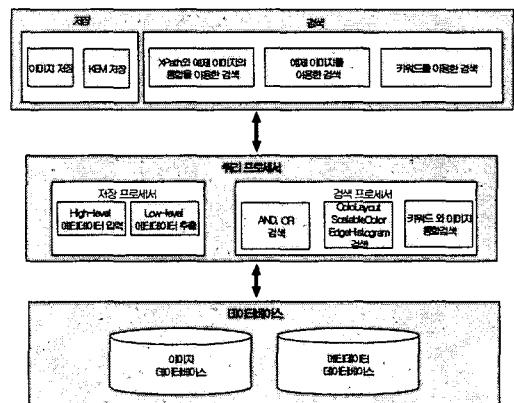 저장
검색
이미지 저장
KEM 저장
XPath와 예제 이미지의
통합을 이용한 검색
예제 이미지를
이용한 검색
키워드를 이용한 검색
쿼리 프로세서
저장 프로세서
High-level
메타데이터 입력
Low-level
메타데이터 추출
검색 프로세서
AND, OR
검색
ColorLayout
ScalableColor
EdgeHistogram
검색
키워드 와 이미지
통합검색
데이터베이스
이미지
데이터베이스
메타데이터
데이터베이스